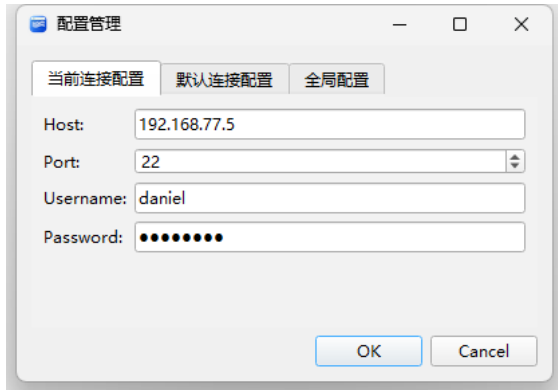 配置管理
当前连接配置 默认连接配置 全局配置
Host: 192.168.77.5
Port: 22
Username: daniel
Password: ●●●●●●●●
OK Cancel